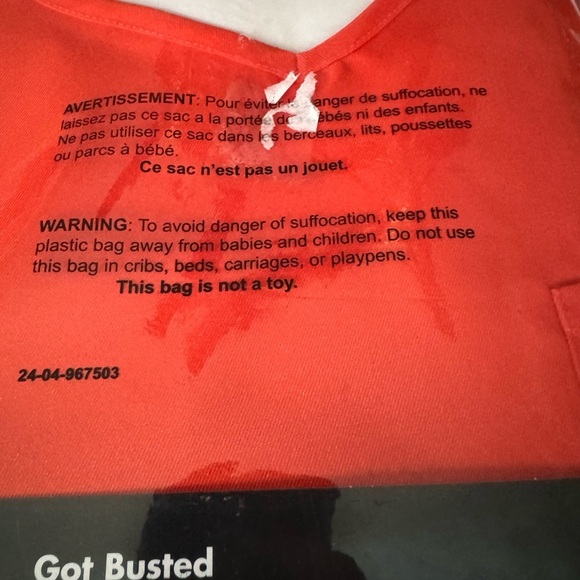 AVERTISSEMENT: Pour éviter danger de suffocation, ne
laissez pas ce sac a la portée bébés ni des enfants.
Ne pas utiliser ce sac dans les berceaux, lits, poussettes
ou parcs à bébé.
Ce sac n'est pas un jouet.
WARNING: To avoid danger of suffocation, keep this
plastic bag away from babies and children. Do not use
this bag in cribs, beds, carriages, or playpens.
This bag is not a toy.
24-04-967503
Got Busted